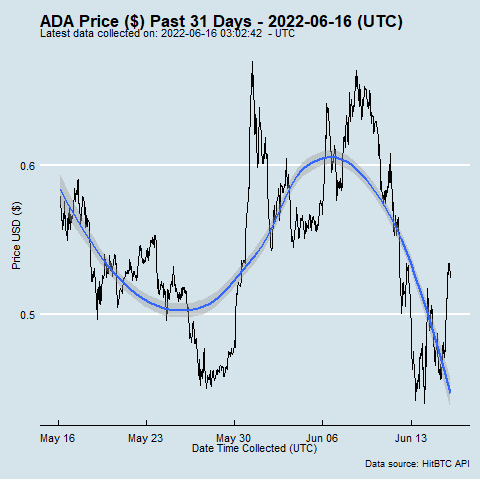 ADA Price ($) Past 31 Days - 2022-06-16 (UTC)
Latest data collected on: 2022-06-16 03:02:42 - UTC
0.6
Price USD ($)
0.5
May 16 May 23 May 30 Jun 06 Jun 13
Date Time Collected (UTC)
Data source: HitBTC API